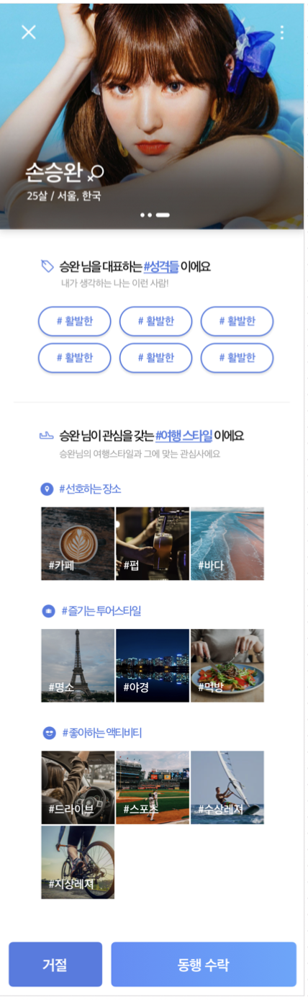 손승완
25살 / 서울, 한국
승완 님을 대표하는 #성격들 이에요
내가 생각하는 나는 이런 사람!
# 활발한 # 활발한 # 활발한
# 활발한 # 활발한 # 활발한
승완 님이 관심을 갖는 #여행 스타일 이에요
승완님의 여행스타일과 그에 맞는 관심사에요
# 선호하는 장소
#카페 #펍 #바다
# 즐기는 투어스타일
#명소 #야경 #먹방
# 좋아하는 액티비티
#드라이브 #스포츠 #수상레져
#지상레져
거절 동행 수락